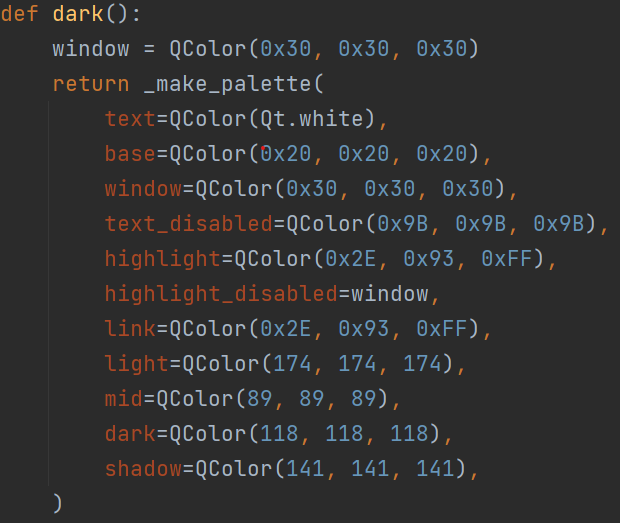 def dark():
    window = QColor(0x30, 0x30, 0x30)
    return _make_palette(
        text=QColor(Qt.white),
        base=QColor(0x20, 0x20, 0x20),
        window=QColor(0x30, 0x30, 0x30),
        text_disabled=QColor(0x9B, 0x9B, 0x9B),
        highlight=QColor(0x2E, 0x93, 0xFF),
        highlight_disabled=window,
        link=QColor(0x2E, 0x93, 0xFF),
        light=QColor(174, 174, 174),
        mid=QColor(89, 89, 89),
        dark=QColor(118, 118, 118),
        shadow=QColor(141, 141, 141),
    )